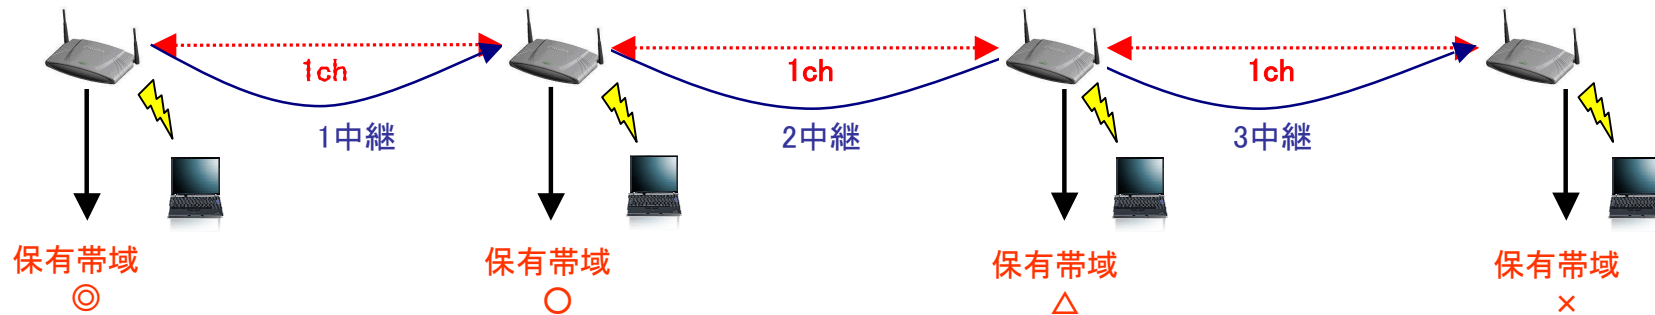 1ch
1ch
1ch
1中継
2中継
3中継
保有帯域
◎
保有帯域
○
保有帯域
△
保有帯域
×